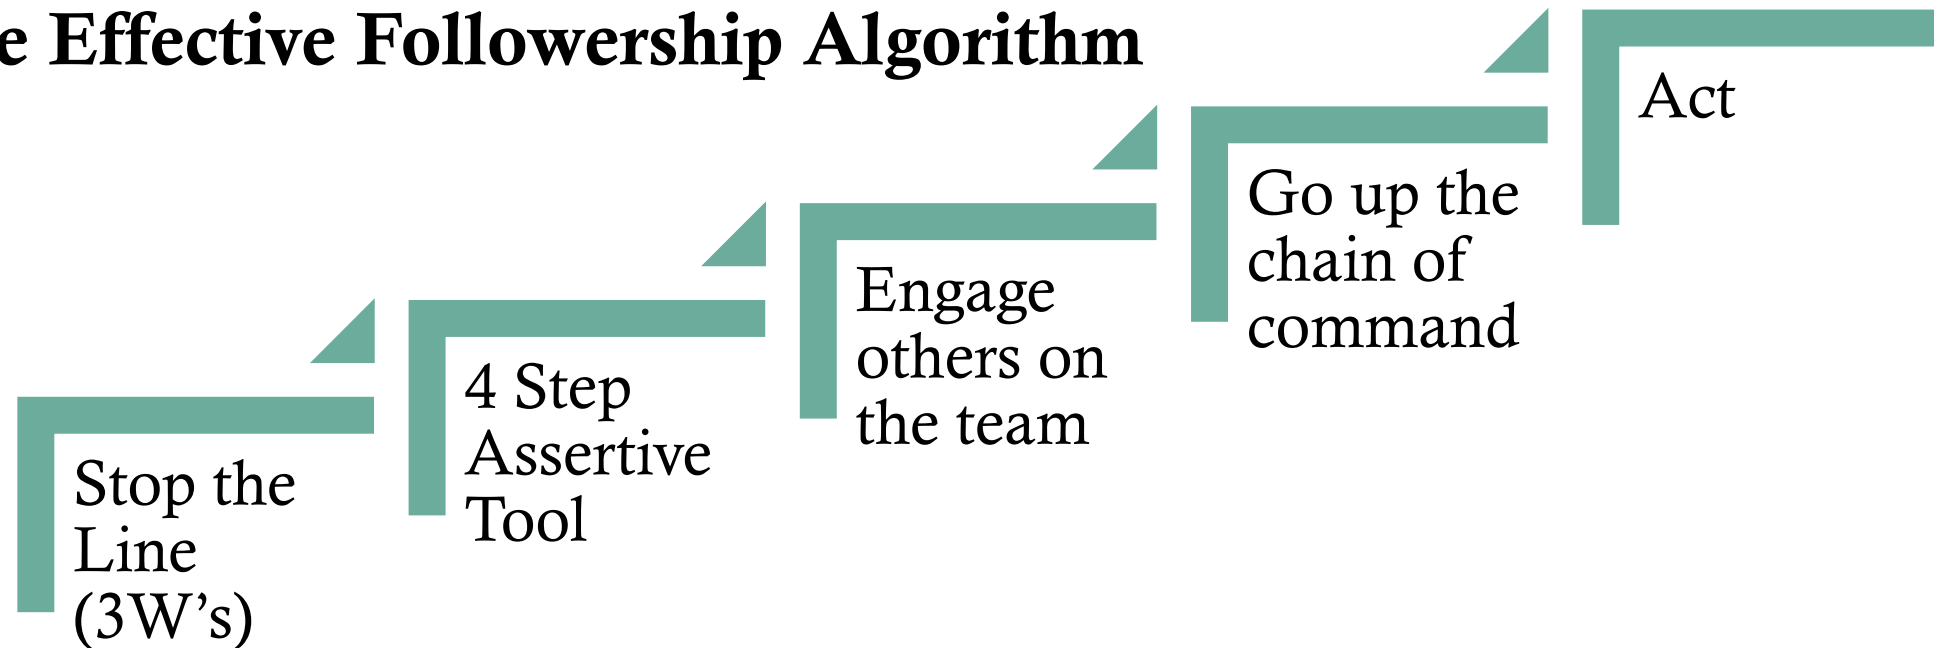 e Effective Followership Algorithm
Act
Go up the
chain of
command
Engage
others on
the team
4 Step
Assertive
Tool
Stop the
Line
(3W’s)